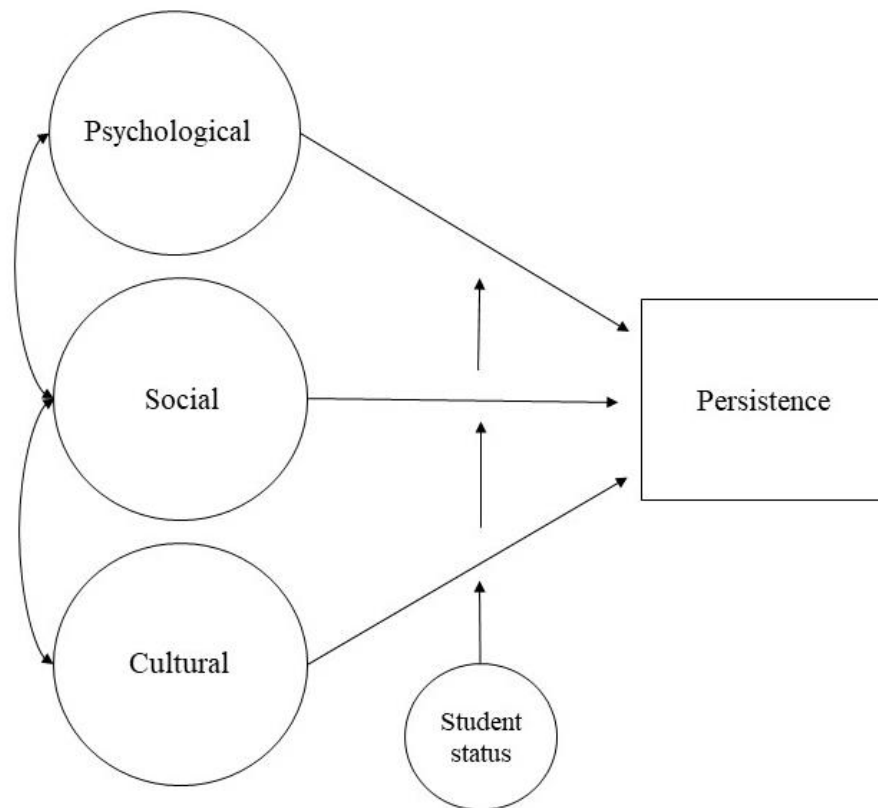 Psychological
Social
Persistence
Cultural
Student
status